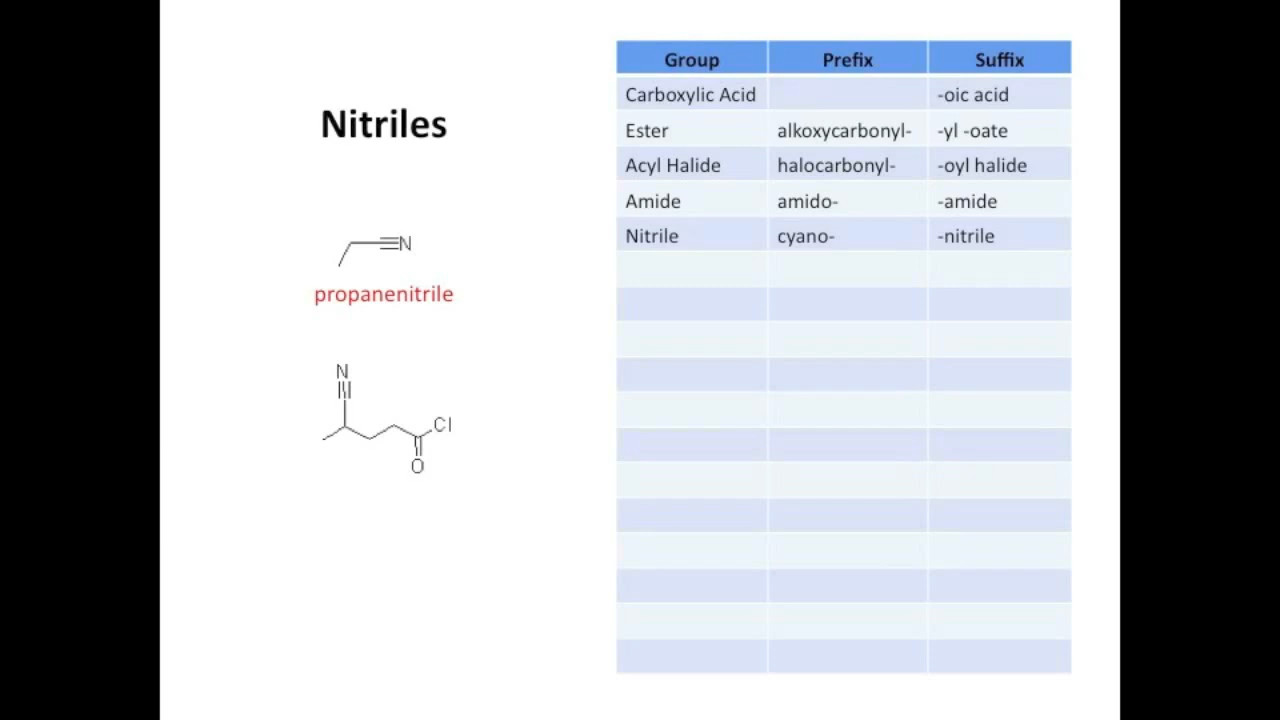 Nitriles
N
propanenitrile
N
Cl
O
Group Prefix Suffix
Carboxylic Acid -oic acid
Ester alkoxycarbonyl- -yl -oate
Acyl Halide halocarbonyl- -oyl halide
Amide amido- -amide
Nitrile cyano- -nitrile